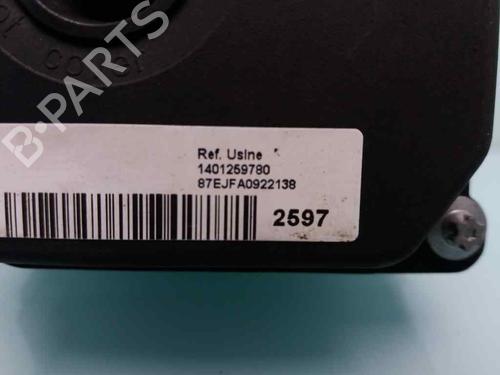 B-PARTS
Ref. Usine
1401259780
87EJFA0922138
2597